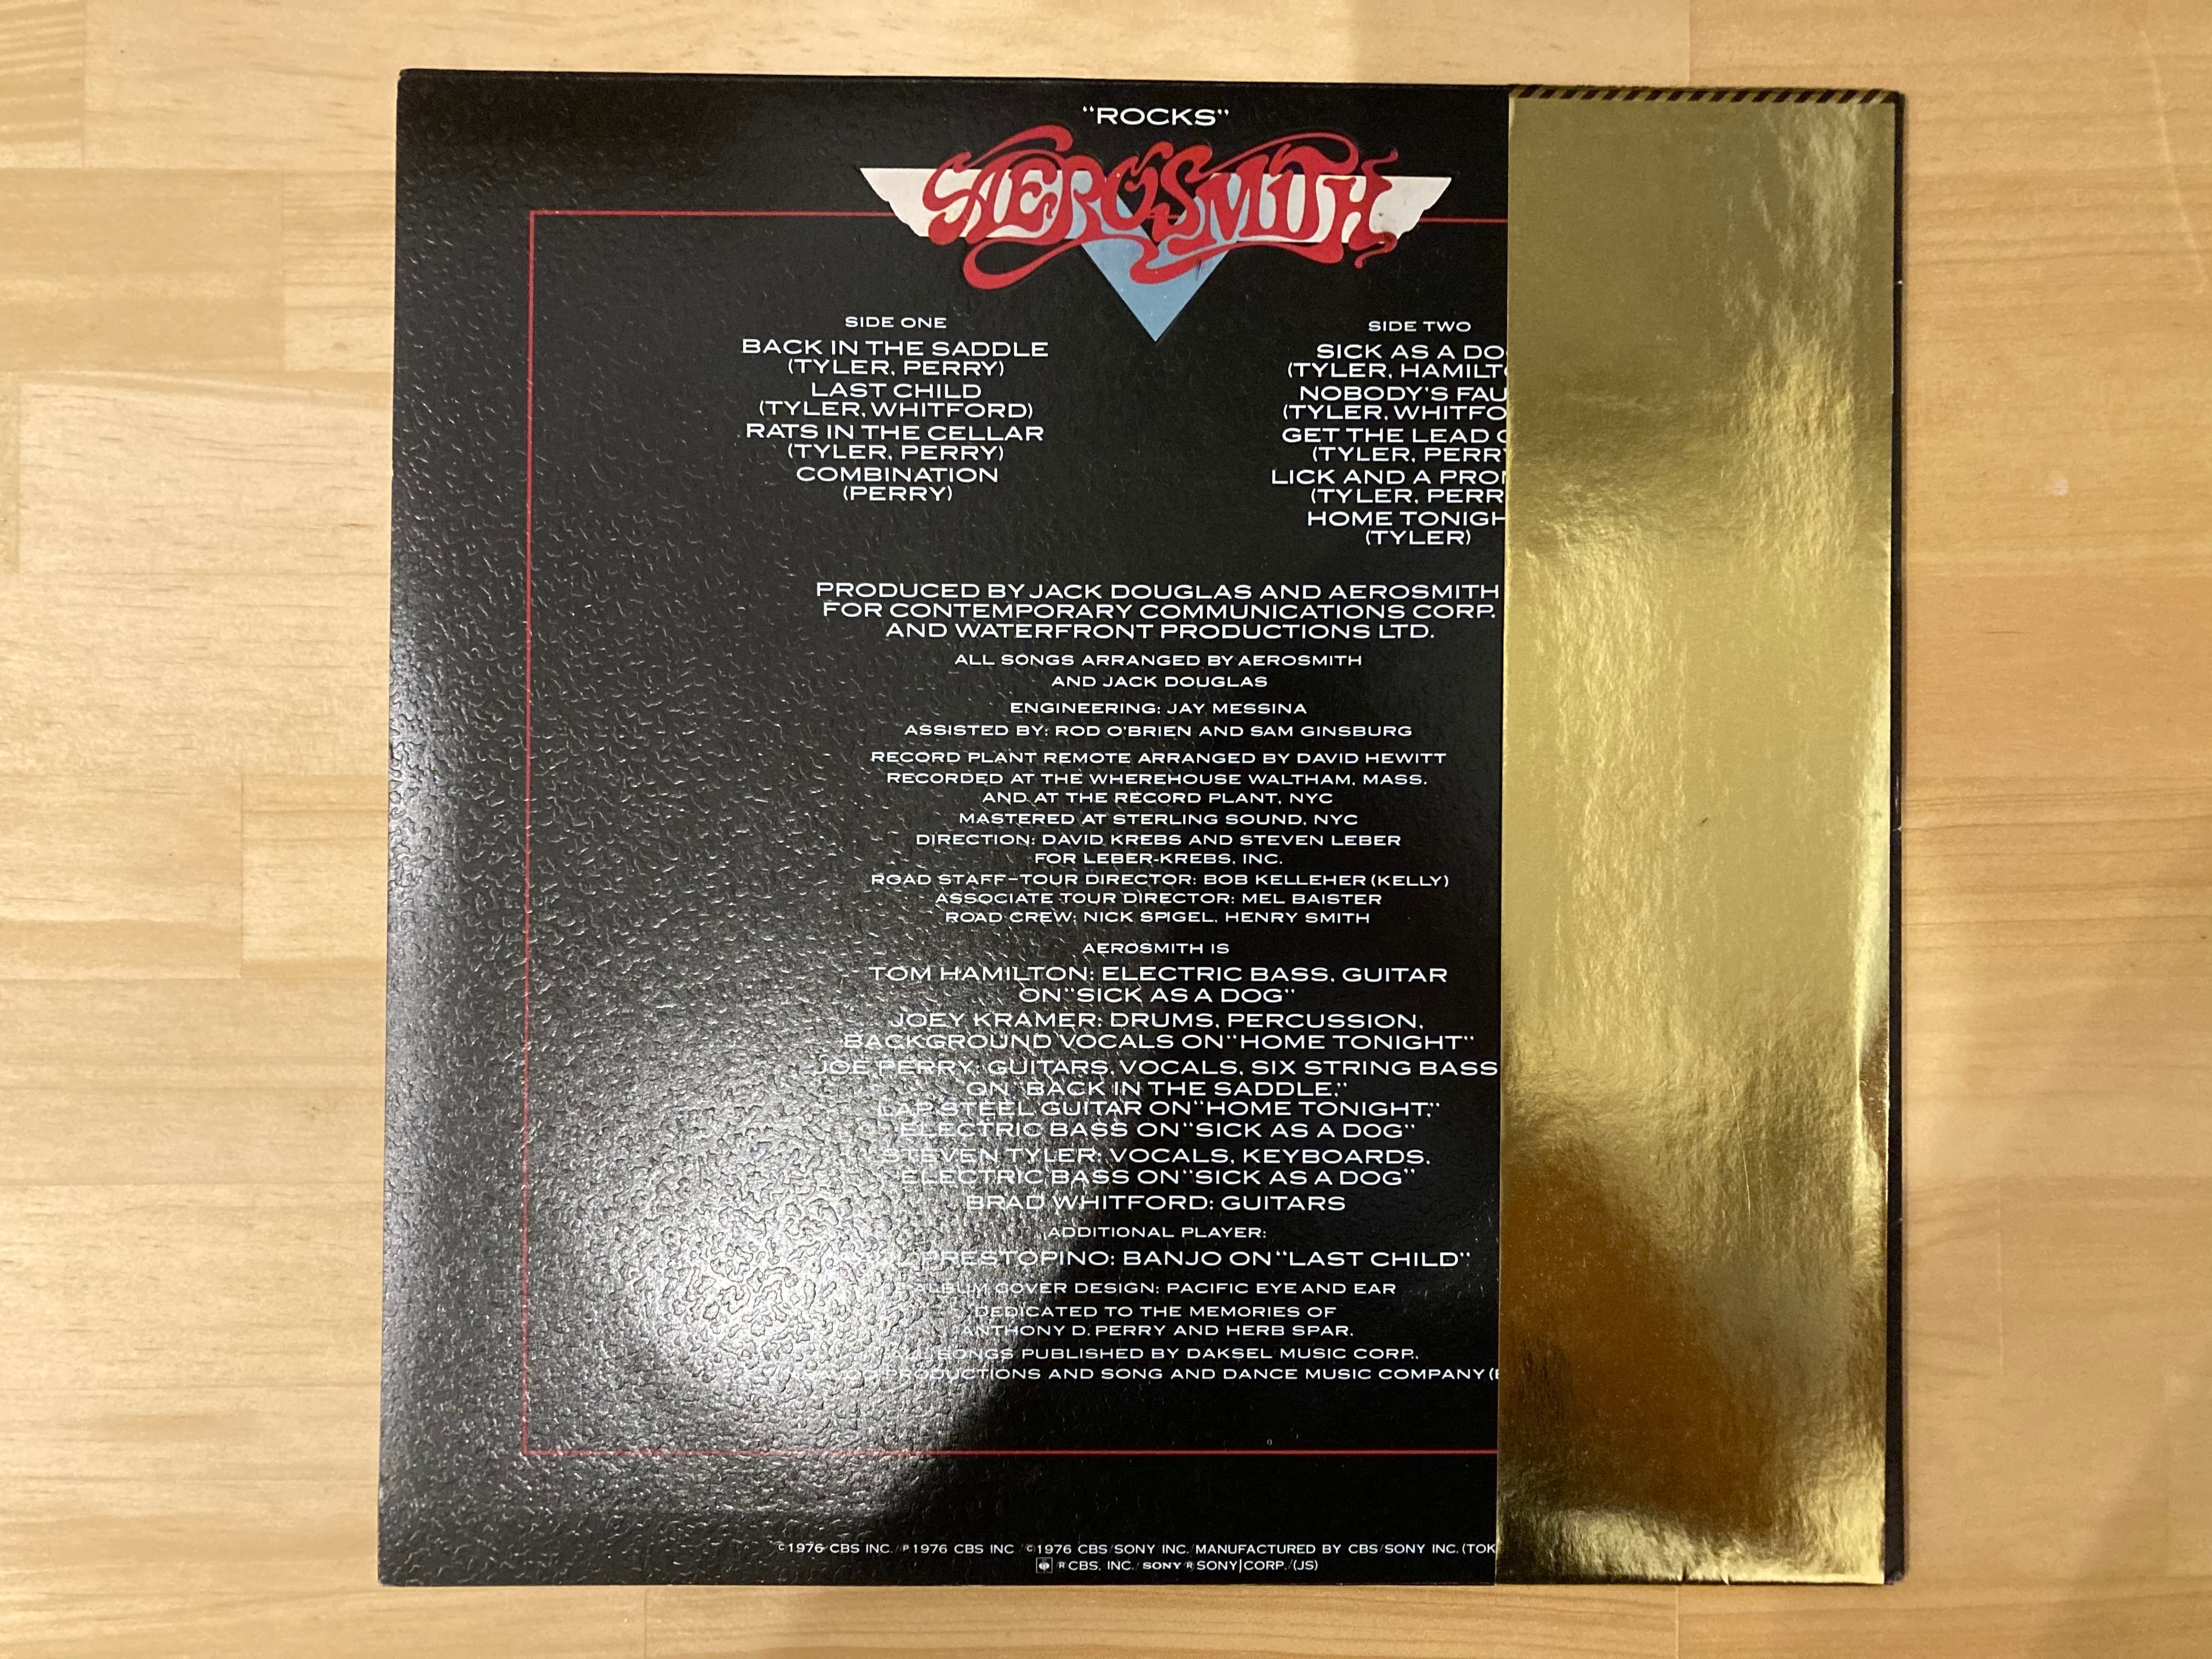 "ROCKS"
AEROSMITH
SIDE ONE
BACK IN THE SADDLE
(TYLER, PERRY)
LAST CHILD
(TYLER, WHITFORD)
RATS IN THE CELLAR
(TYLER, PERRY)
COMBINATION
(PERRY)
SIDE TWO
SICK AS A
(TYLER,
NOBODY'S
(TYLER,
GET THE LEAD
(TYLER, PERRY
LICK AND A
(TYLER,
HOME
(TYLER)
PRODUCED BY JACK DOUGLAS AND AEROSMITH
FOR CONTEMPORARY COMMUNICATIONS CORP.
AND WATERFRONT PRODUCTIONS LTD.
ALL SONGS ARRANGED BY AEROSMITH
AND JACK DOUGLAS
ENGINEERING: JAY MESSINA
ASSISTED BY: ROD O'BRIEN AND SAM GINSBURG
RECORD PLANT REMOTE ARRANGED BY DAVID HEWITT
RECORDED AT THE WHEREHOUSE WALTHAM, MASS.
AND AT THE RECORD PLANT, NYC
MASTERED AT STERLING SOUND, NYC
DIRECTION: DAVID KREBS AND STEVEN LEBER
FOR LEBER-KREBS, INC.
ROAD STAFF-TOUR DIRECTOR: BOB KELLEHER (KELLY)
ASSOCIATE TOUR DIRECTOR: MEL BAISTER
ROAD CREW: NICK SPIGEL, HENRY SMITH
AEROSMITH IS
TOM HAMILTON: ELECTRIC BASS, GUITAR
ON "SICK AS A DOG"
JOEY KRAMER: DRUMS, PERCUSSION,
BACKGROUND VOCALS ON "HOME TONIGHT"
JOE PERRY: GUITARS, VOCALS, SIX STRING BASS
ON "BACK IN THE SADDLE,"
LAP STEEL GUITAR ON "HOME TONIGHT,"
ELECTRIC BASS ON "SICK AS A DOG"
STEVEN TYLER: VOCALS, KEYBOARDS,
ELECTRIC BASS ON "SICK AS A DOG"
BRAD WHITFORD: GUITARS
ADDITIONAL PLAYER:
PRESTOPINO: BANJO ON "LAST CHILD"
ALBUM COVER DESIGN: PACIFIC EYE AND EAR
DEDICATED TO THE MEMORIES OF
ANTHONY D. PERRY AND HERB SPAR.
ALL SONGS PUBLISHED BY DAKSEL MUSIC CORP.,
PRODUCTIONS AND SONG AND DANCE MUSIC COMPANY
©1976 CBS INC./℗1976 CBS INC./©1976 CBS/SONY INC./MANUFACTURED BY CBS/SONY INC.
® CBS, INC./SONY ® SONY CORP./(JS)